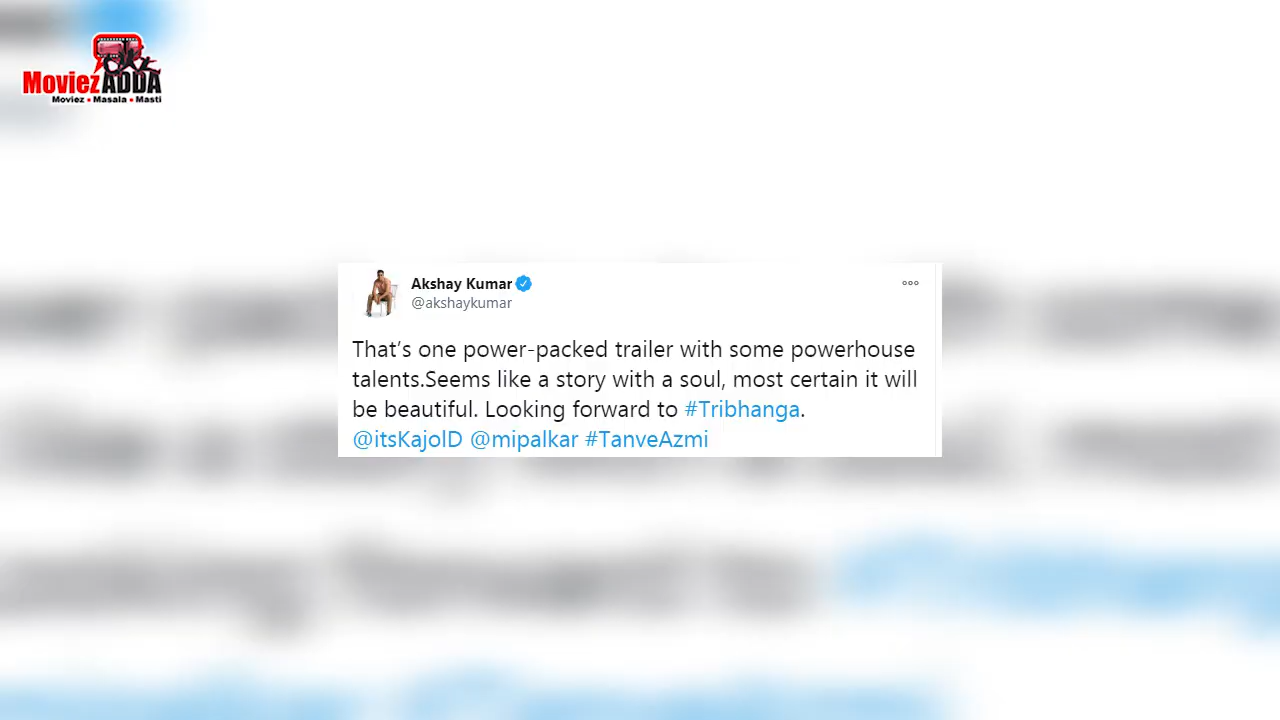 MoviezADDA
Moviez • Masala • Masti
Akshay Kumar
@akshaykumar
That's one power-packed trailer with some powerhouse
talents.Seems like a story with a soul, most certain it will
be beautiful. Looking forward to #Tribhanga.
@itsKajolD @mipalkar #TanveAzmi